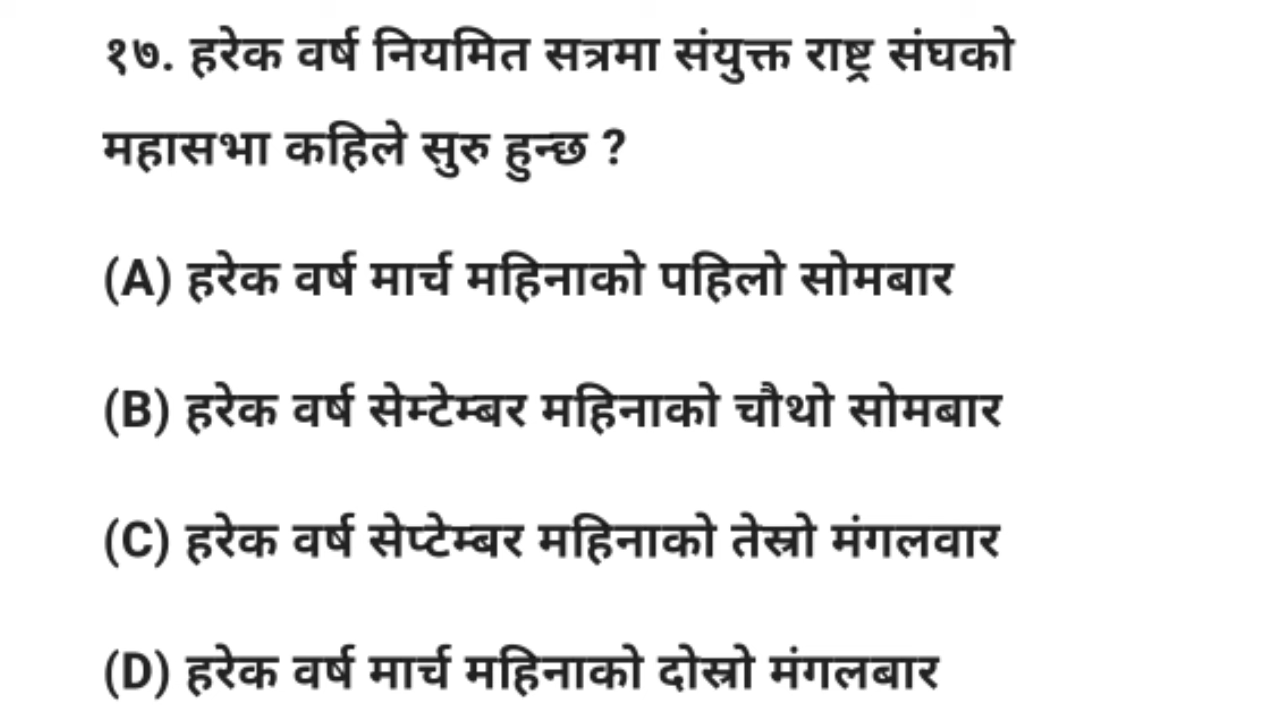 १७. हरेक वर्ष नियमित सत्रमा संयुक्त राष्ट्र संघको
महासभा कहिले सुरु हुन्छ ?
(A) हरेक वर्ष मार्च महिनाको पहिलो सोमबार
(B) हरेक वर्ष सेम्टेम्बर महिनाको चौथो सोमबार
(C) हरेक वर्ष सेप्टेम्बर महिनाको तेस्रो मंगलवार
(D) हरेक वर्ष मार्च महिनाको दोस्रो मंगलबार